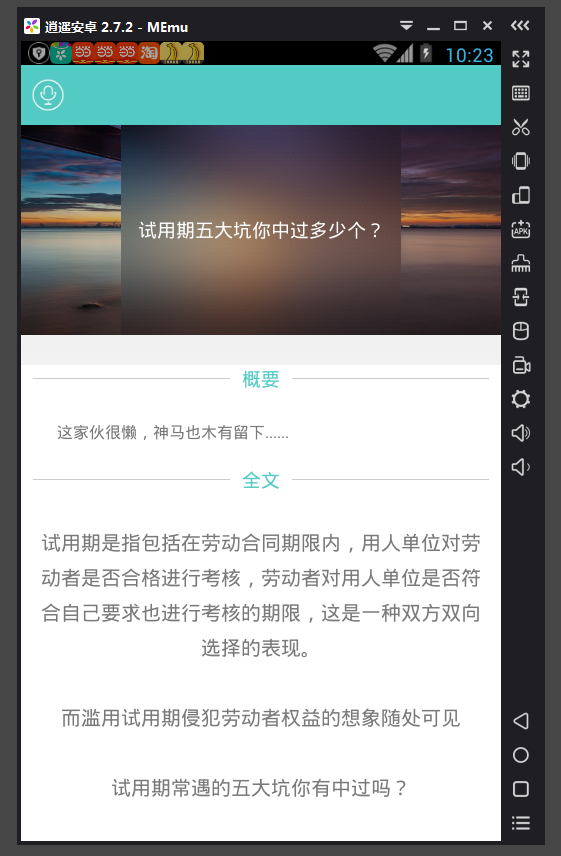 逍遥安卓 2.7.2 - MEmu
淘
10:23
试用期五大坑你中过多少个？
概要
这家伙很懒，神马也木有留下......
全文
试用期是指包括在劳动合同期限内，用人单位对劳
动者是否合格进行考核，劳动者对用人单位是否符
合自己要求也进行考核的期限，这是一种双方双向
选择的表现。
而滥用试用期侵犯劳动者权益的想象随处可见
试用期常遇的五大坑你有中过吗？
APK